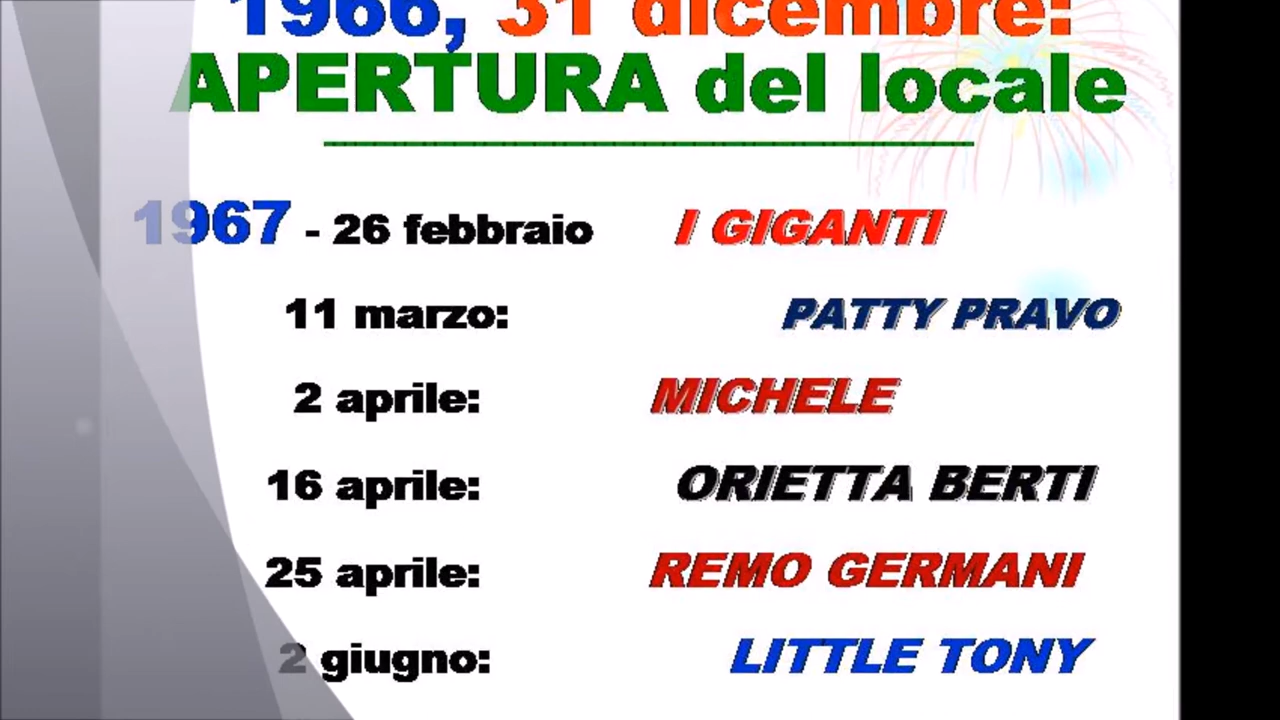 1966, 31 dicembre:
APERTURA del locale
1967 - 26 febbraio I GIGANTI
11 marzo: PATTY PRAVO
2 aprile: MICHELE
16 aprile: ORIETTA BERTI
25 aprile: REMO GERMANI
2 giugno: LITTLE TONY